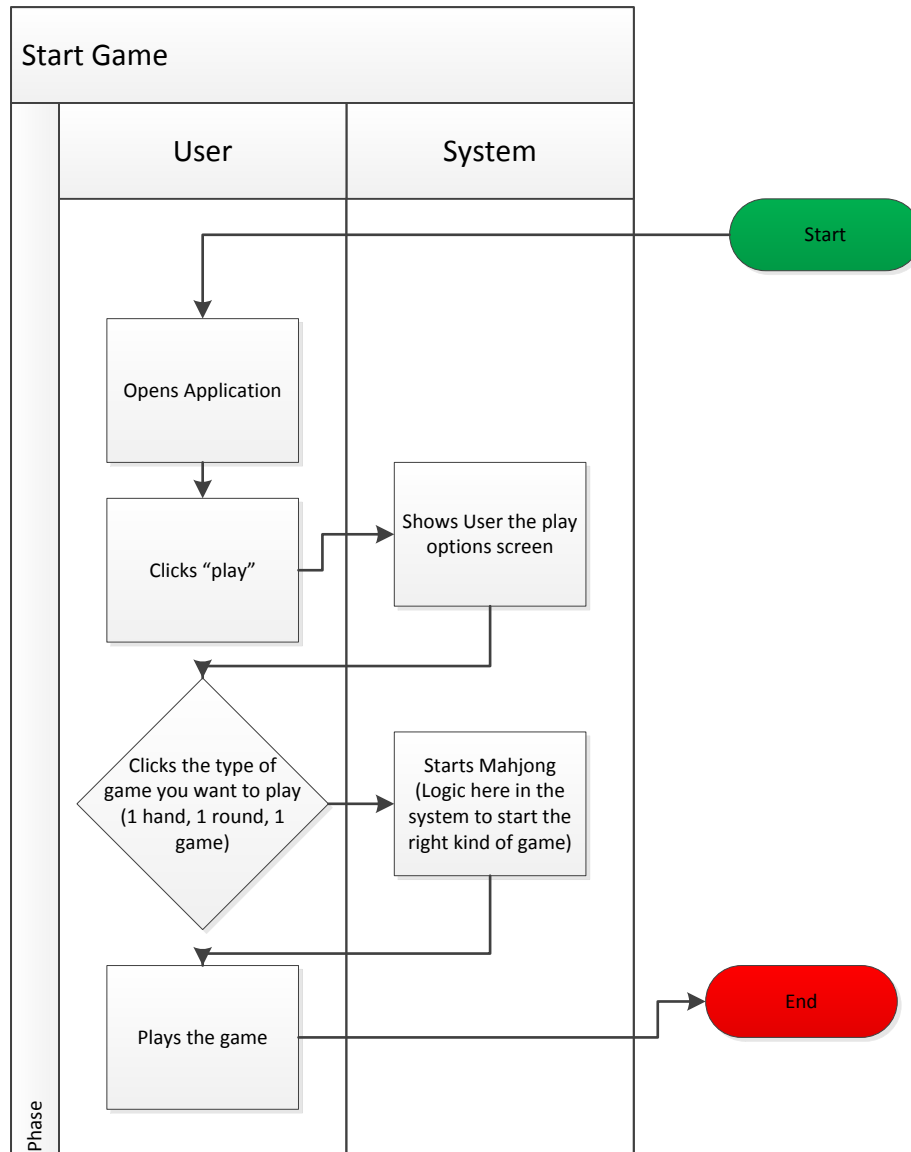 Start Game
User
System
Start
Opens Application
Clicks “play”
Shows User the play
options screen
Clicks the type of
game you want to play
(1 hand, 1 round, 1
game)
Starts Mahjong
(Logic here in the
system to start the
right kind of game)
Plays the game
End
Phase